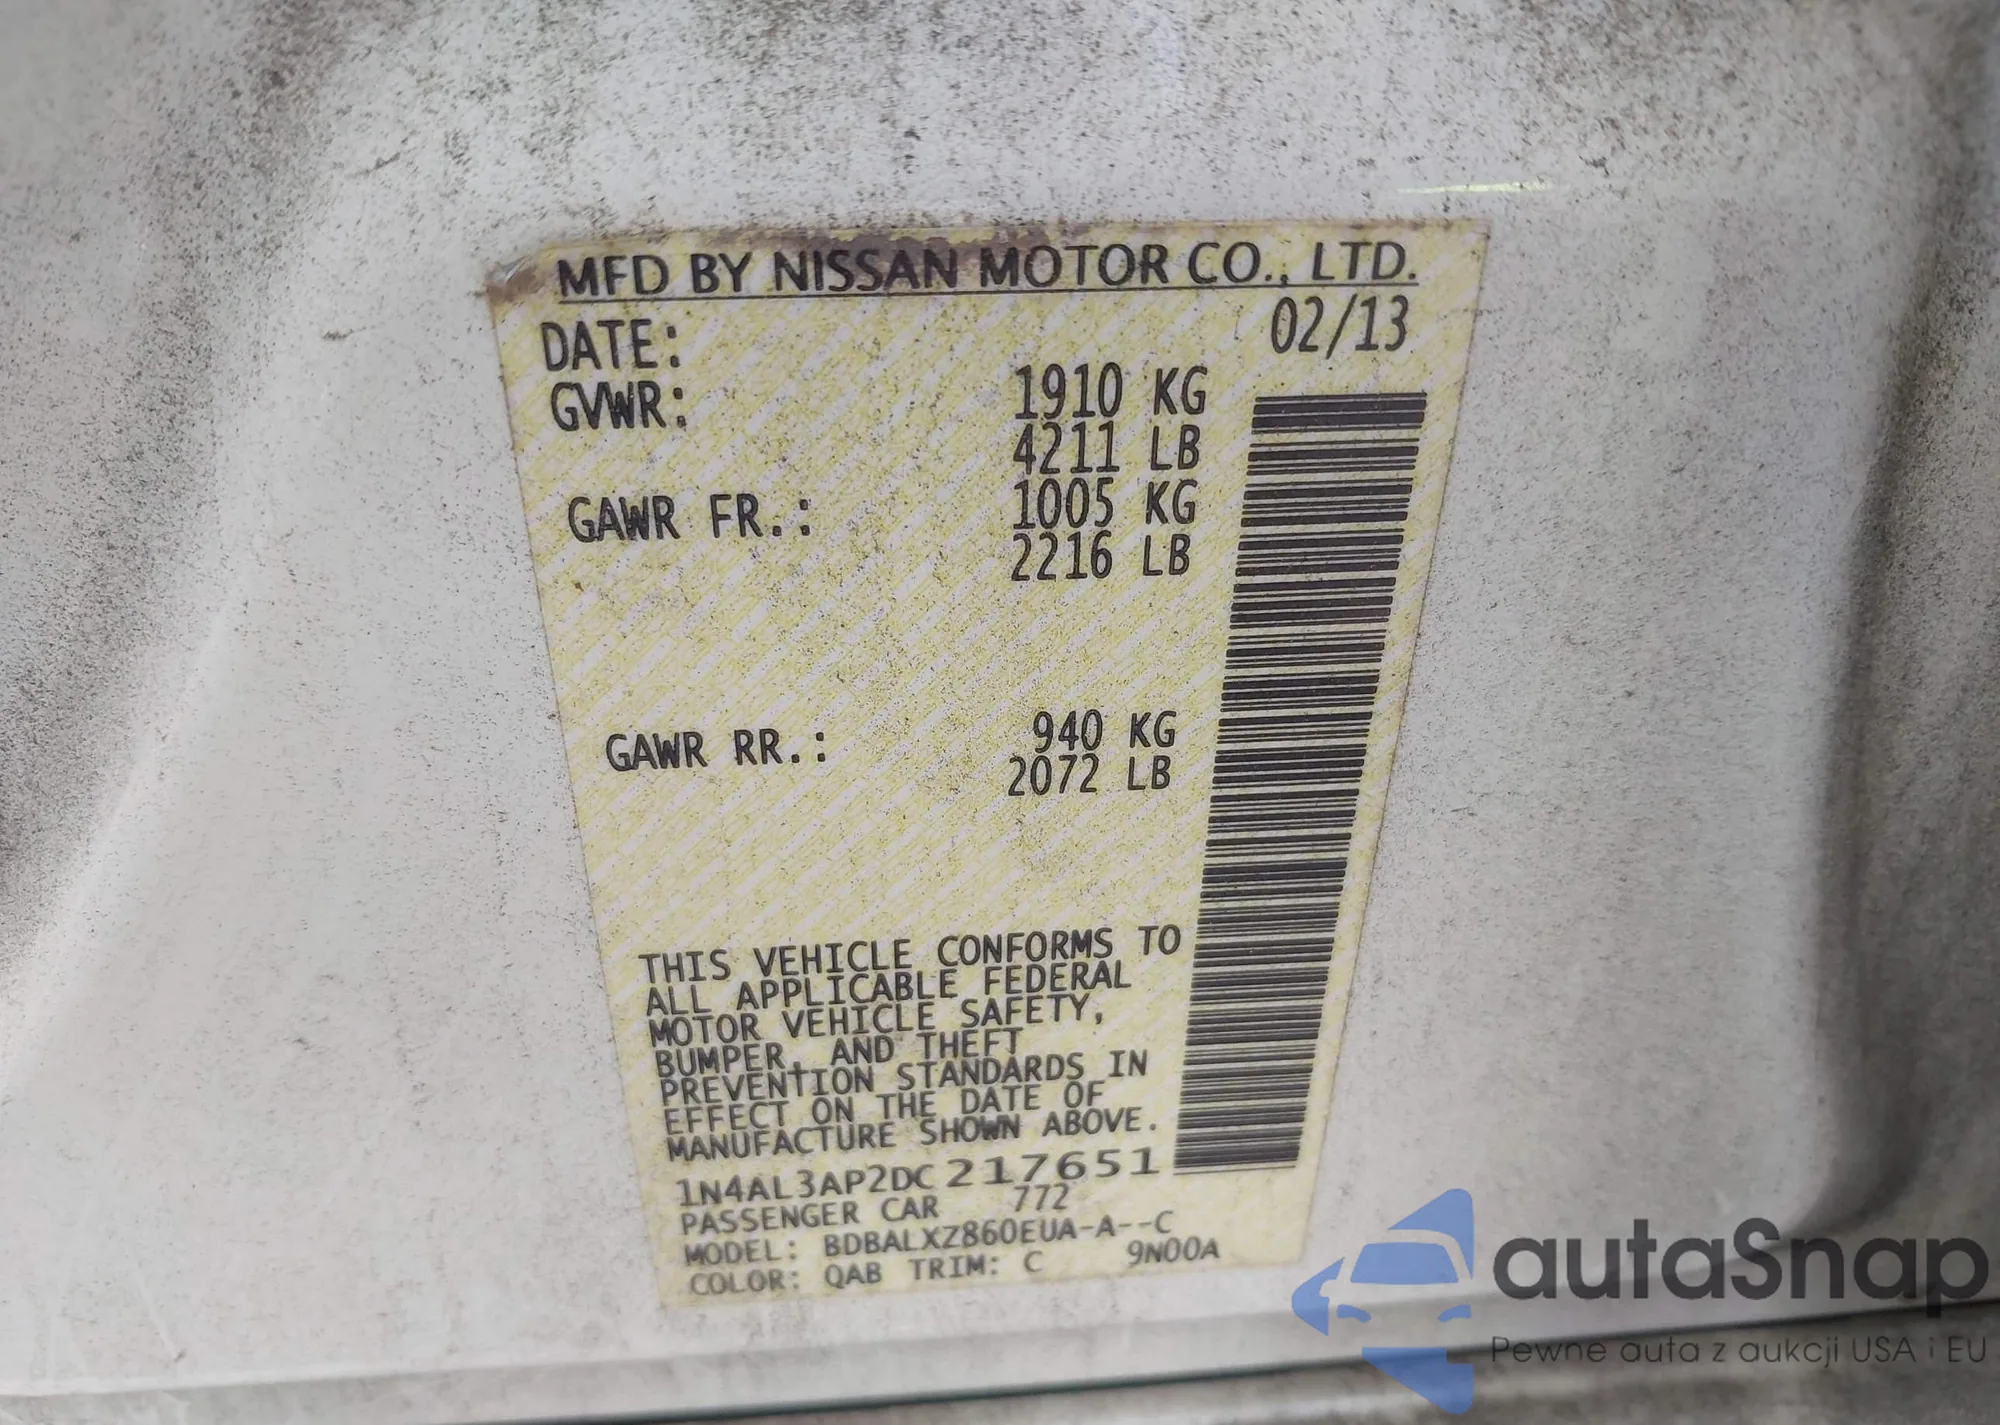 MFD BY NISSAN MOTOR CO., LTD.
DATE: 02/13
GVWR: 1910 KG
4211 LB
GAWR FR.: 1005 KG
2216 LB
GAWR RR.: 940 KG
2072 LB
THIS VEHICLE CONFORMS TO
ALL APPLICABLE FEDERAL
MOTOR VEHICLE SAFETY,
BUMPER, AND THEFT
PREVENTION STANDARDS IN
EFFECT ON THE DATE OF
MANUFACTURE SHOWN ABOVE.
1N4AL3AP2DC217651
PASSENGER CAR 772
MODEL: BDBALXZ860EUA-A--C
COLOR: QAB TRIM: C 9N00A
autaSnap
Pewne auta z aukcji USA i EU